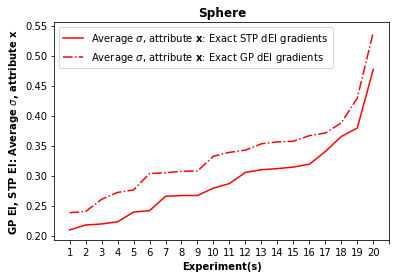 Sphere
Average σ, attribute x: Exact STP dEI gradients
Average σ, attribute x: Exact GP dEI gradients
GP EI, STP EI: Average σ, attribute x
0.55
0.50
0.45
0.40
0.35
0.30
0.25
0.20
1 2 3 4 5 6 7 8 9 10 11 12 13 14 15 16 17 18 19 20
Experiment(s)